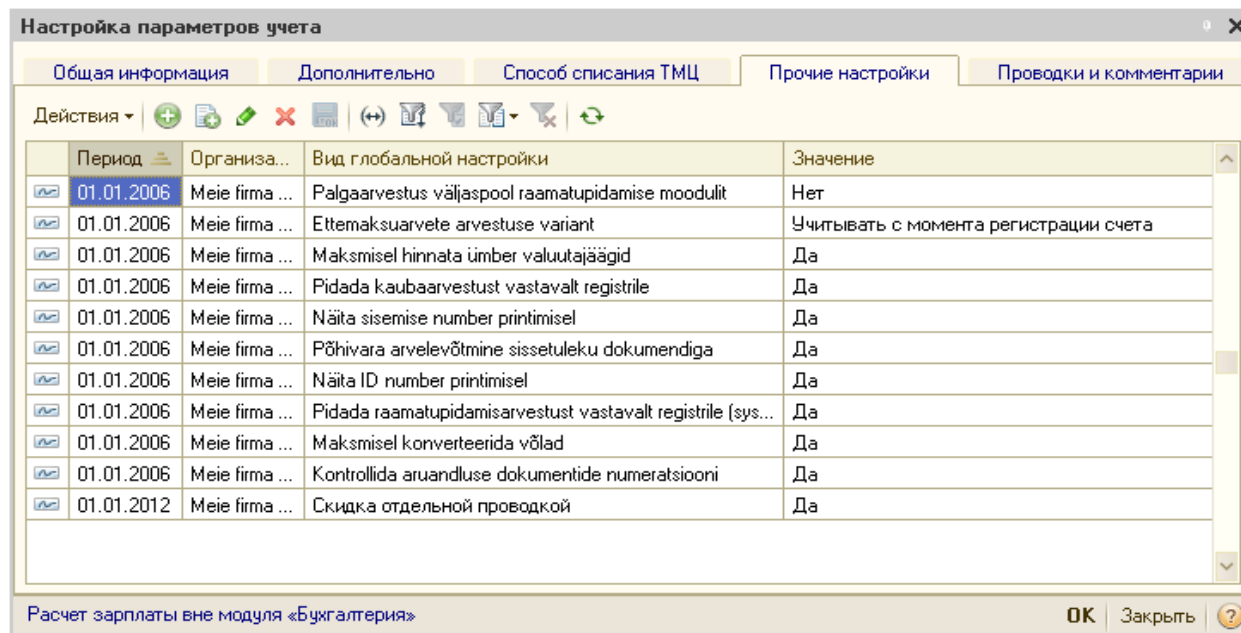 Настройка параметров учета
Общая информация Дополнительно Способ списания ТМЦ Прочие настройки Проводки и комментарии
Действия
Период Организа... Вид глобальной настройки Значение
01.01.2006 Meie firma ... Palgaarvestus väljaspool raamatupidamise moodulit Нет
01.01.2006 Meie firma ... Ettemaksuarvete arvestuse variant Учитывать с момента регистрации счета
01.01.2006 Meie firma ... Maksmisel hinnata ümber valuutajäägid Да
01.01.2006 Meie firma ... Pidada kaubaarvestust vastavalt registrile Да
01.01.2006 Meie firma ... Näita sisemise number printimisel Да
01.01.2006 Meie firma ... Põhivara arvelevõtmine sissetuleku dokumendiga Да
01.01.2006 Meie firma ... Näita ID number printimisel Да
01.01.2006 Meie firma ... Pidada raamatupidamisarvestust vastavalt registrile (sys... Да
01.01.2006 Meie firma ... Maksmisel konverteerida võlad Да
01.01.2006 Meie firma ... Kontrollida aruandluse dokumentide numeratsiooni Да
01.01.2012 Meie firma ... Скидка отдельной проводкой Да
Расчет зарплаты вне модуля «Бухгалтерия» OK Закрыть ?